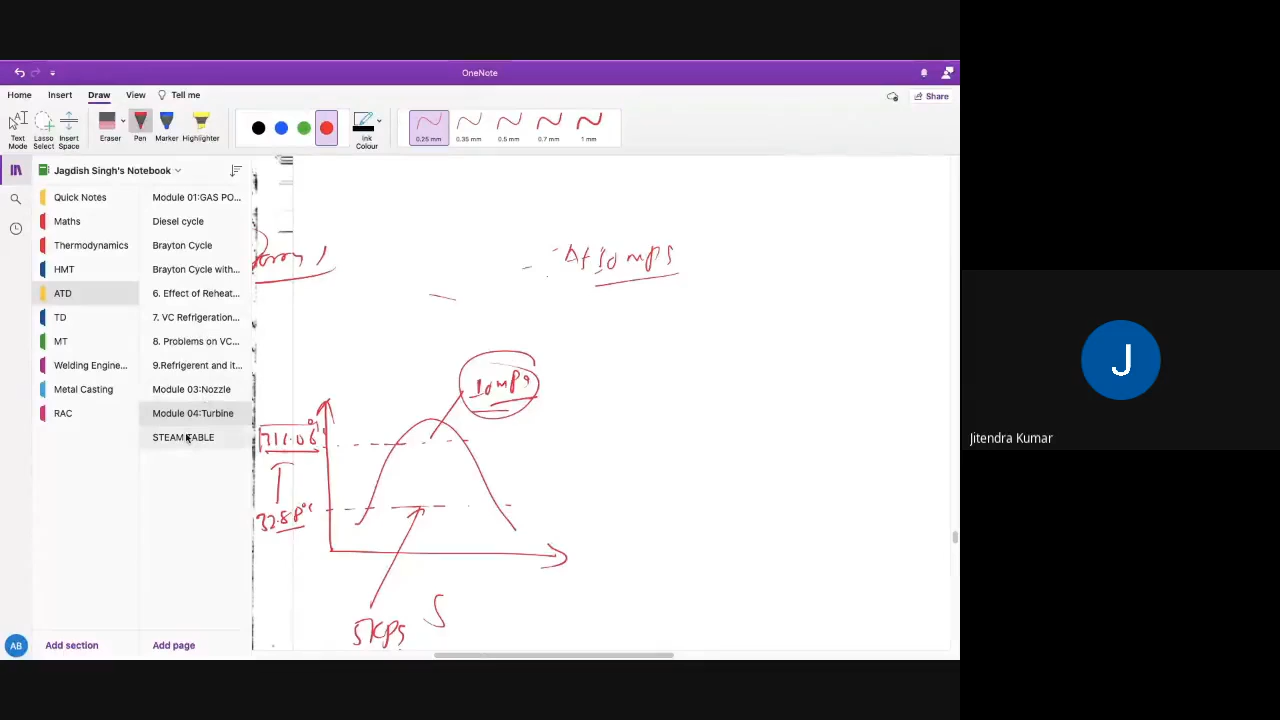 OneNote
Home Insert Draw View Tell me
Share
Text Mode
Lasso Select
Insert Space
Eraser
Pen
Marker
Highlighter
Ink Colour
0.25 mm
0.35 mm
0.5 mm
0.7 mm
1 mm
Jagdish Singh's Notebook
Quick Notes
Maths
Thermodynamics
HMT
ATD
TD
MT
Welding Engine...
Metal Casting
RAC
Module 01:GAS PO...
Diesel cycle
Brayton Cycle
Brayton Cycle with...
6. Effect of Reheat...
7. VC Refrigeration...
8. Problems on VC...
9.Refrigerent and it...
Module 03:Nozzle
Module 04:Turbine
STEAM TABLE
At 10 MPa
10 MPa
311.06°
32.88°C
5KPa
S
AB
Add section
Add page
J
Jitendra Kumar